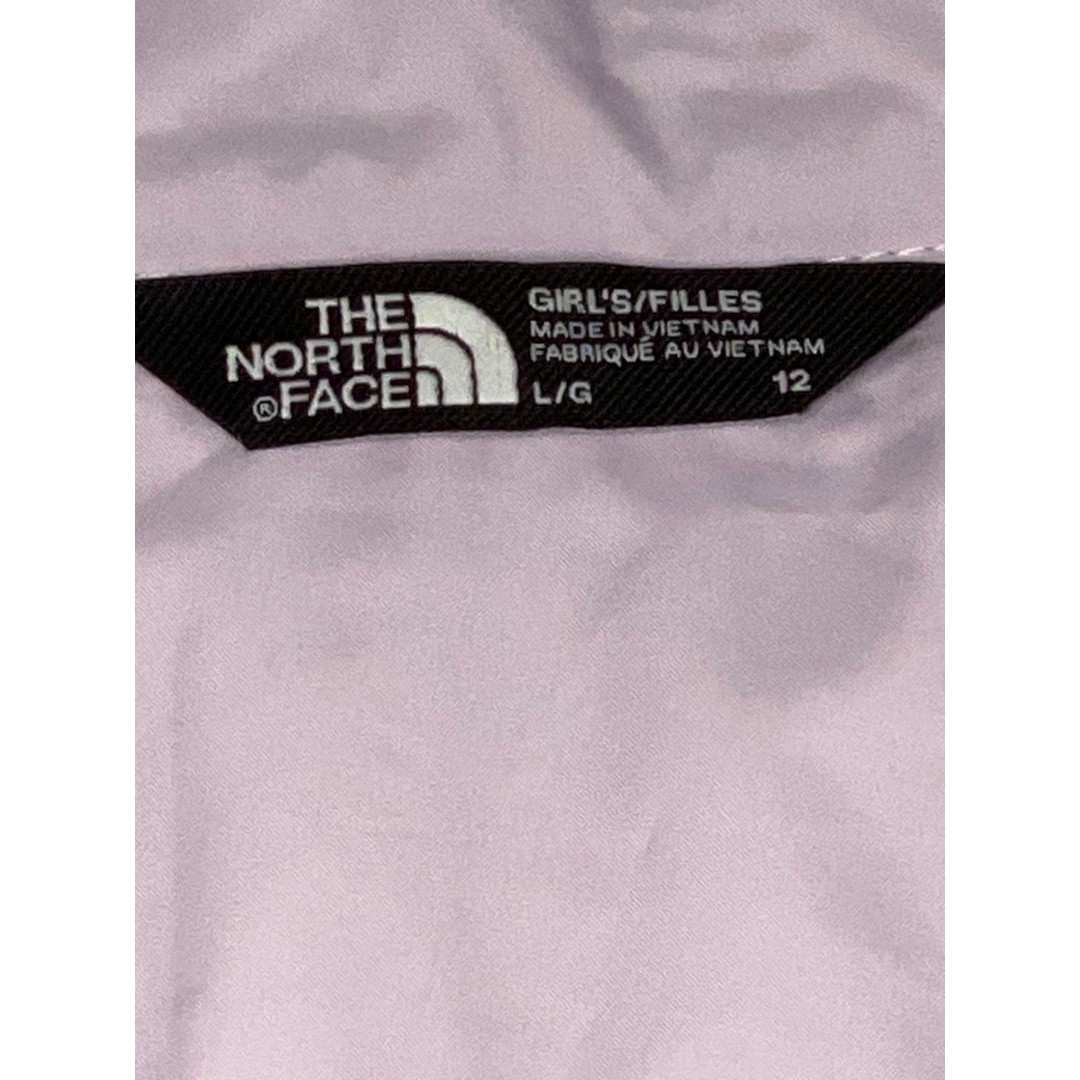 THE
NORTH
®FACE
GIRL'S/FILLES
MADE IN VIETNAM
FABRIQUÉ AU VIETNAM
L/G 12